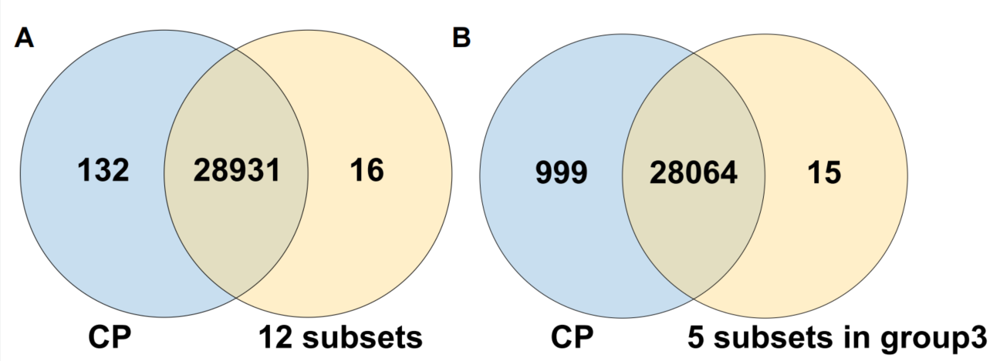 A
132
28931
16
CP
12 subsets
B
999
28064
15
CP
5 subsets in group3